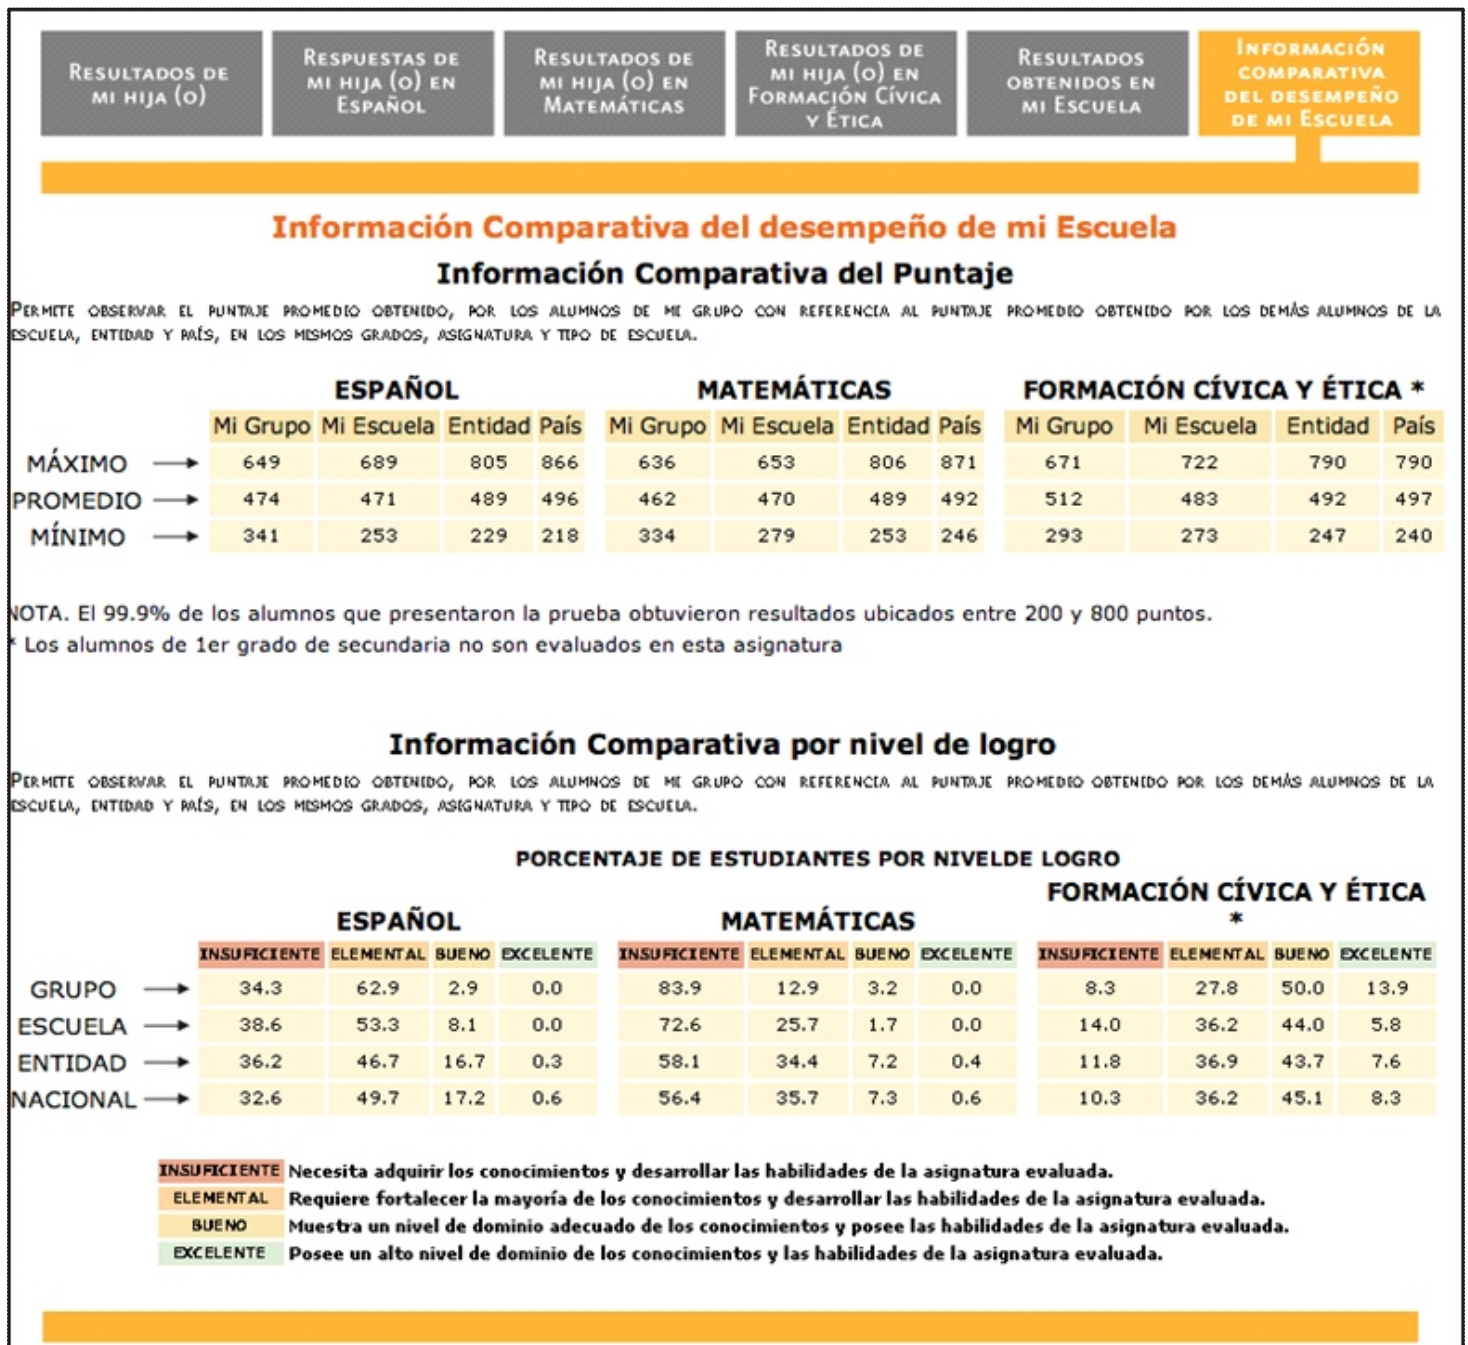 RESULTADOS DE
MI HIJA (O)
RESPUESTAS DE
MI HIJA (O) EN
ESPAÑOL
RESULTADOS DE
MI HIJA (O) EN
MATEMÁTICAS
RESULTADOS DE
MI HIJA (O) EN
FORMACIÓN CÍVICA
Y ÉTICA
RESULTADOS
OBTENIDOS EN
MI ESCUELA
INFORMACIÓN
COMPARATIVA
DEL DESEMPEÑO
DE MI ESCUELA
Información Comparativa del desempeño de mi Escuela
Información Comparativa del Puntaje
PERMITE OBSERVAR EL PUNTAJE PROMEDIO OBTENIDO, POR LOS ALUMNOS DE MI GRUPO CON REFERENCIA AL PUNTAJE PROMEDIO OBTENIDO POR LOS DEMÁS ALUMNOS DE LA
ESCUELA, ENTIDAD Y PAÍS, EN LOS MISMOS GRADOS, ASIGNATURA Y TIPO DE ESCUELA.
ESPAÑOL MATEMÁTICAS FORMACIÓN CÍVICA Y ÉTICA *
Mi Grupo Mi Escuela Entidad País Mi Grupo Mi Escuela Entidad País Mi Grupo Mi Escuela Entidad País
MÁXIMO 649 689 805 866 636 653 806 871 671 722 790 790
PROMEDIO 474 471 489 496 462 470 489 492 512 483 492 497
MÍNIMO 341 253 229 218 334 279 253 246 293 273 247 240
NOTA. El 99.9% de los alumnos que presentaron la prueba obtuvieron resultados ubicados entre 200 y 800 puntos.
* Los alumnos de 1er grado de secundaria no son evaluados en esta asignatura
Información Comparativa por nivel de logro
PERMITE OBSERVAR EL PUNTAJE PROMEDIO OBTENIDO, POR LOS ALUMNOS DE MI GRUPO CON REFERENCIA AL PUNTAJE PROMEDIO OBTENIDO POR LOS DEMÁS ALUMNOS DE LA
ESCUELA, ENTIDAD Y PAÍS, EN LOS MISMOS GRADOS, ASIGNATURA Y TIPO DE ESCUELA.
PORCENTAJE DE ESTUDIANTES POR NIVELDE LOGRO
ESPAÑOL MATEMÁTICAS FORMACIÓN CÍVICA Y ÉTICA
*
INSUFICIENTE ELEMENTAL BUENO EXCELENTE INSUFICIENTE ELEMENTAL BUENO EXCELENTE INSUFICIENTE ELEMENTAL BUENO EXCELENTE
GRUPO 34.3 62.9 2.9 0.0 83.9 12.9 3.2 0.0 8.3 27.8 50.0 13.9
ESCUELA 38.6 53.3 8.1 0.0 72.6 25.7 1.7 0.0 14.0 36.2 44.0 5.8
ENTIDAD 36.2 46.7 16.7 0.3 58.1 34.4 7.2 0.4 11.8 36.9 43.7 7.6
NACIONAL 32.6 49.7 17.2 0.6 56.4 35.7 7.3 0.6 10.3 36.2 45.1 8.3
INSUFICIENTE Necesita adquirir los conocimientos y desarrollar las habilidades de la asignatura evaluada.
ELEMENTAL Requiere fortalecer la mayoría de los conocimientos y desarrollar las habilidades de la asignatura evaluada.
BUENO Muestra un nivel de dominio adecuado de los conocimientos y posee las habilidades de la asignatura evaluada.
EXCELENTE Posee un alto nivel de dominio de los conocimientos y las habilidades de la asignatura evaluada.